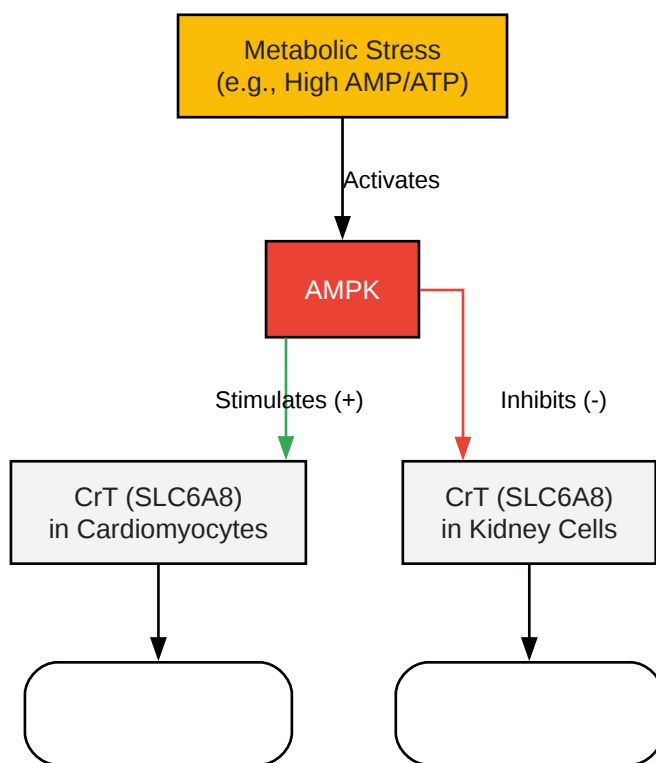 Metabolic Stress
(e.g., High AMP/ATP)
Activates
AMPK
Stimulates (+)
Inhibits (-)
CrT (SLC6A8)
in Cardiomyocytes
CrT (SLC6A8)
in Kidney Cells